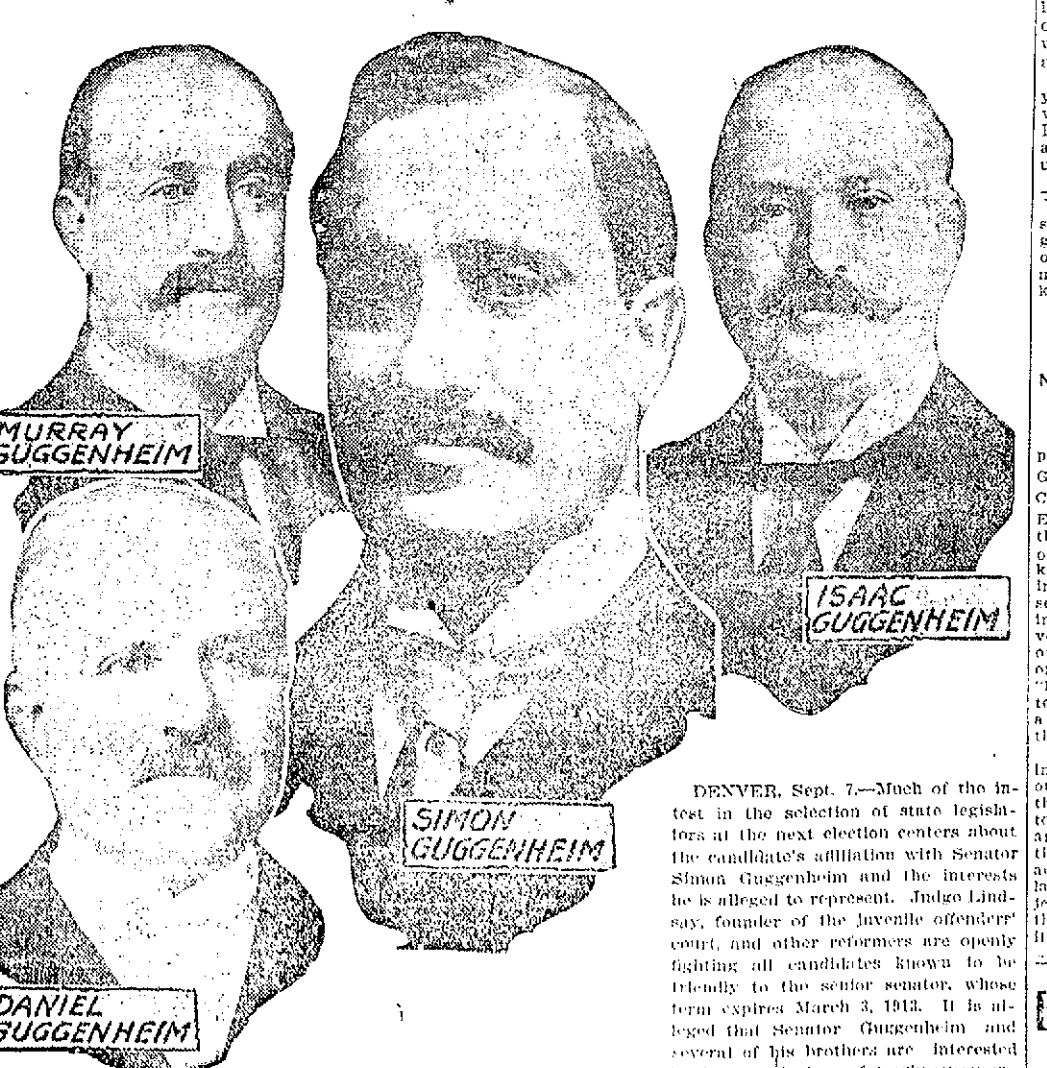 MURRAY
GUGGENHEIM
ISAAC
GUGGENHEIM
SIMON
GUGGENHEIM
DANIEL
GUGGENHEIM
DENVER, Sept. 7.—Much of the in-
test in the selection of state legisla-
tors at the next election centers about
the candidate's affiliation with Senator
Simon Guggenheim and the interests
he is alleged to represent. Judge Lind-
say, founder of the juvenile offenders'
court, and other reformers are openly
fighting all candidates known to be
friendly to the senior senator, whose
term expires March 3, 1913. It is al-
leged that Senator Guggenheim and
several of his brothers are interested